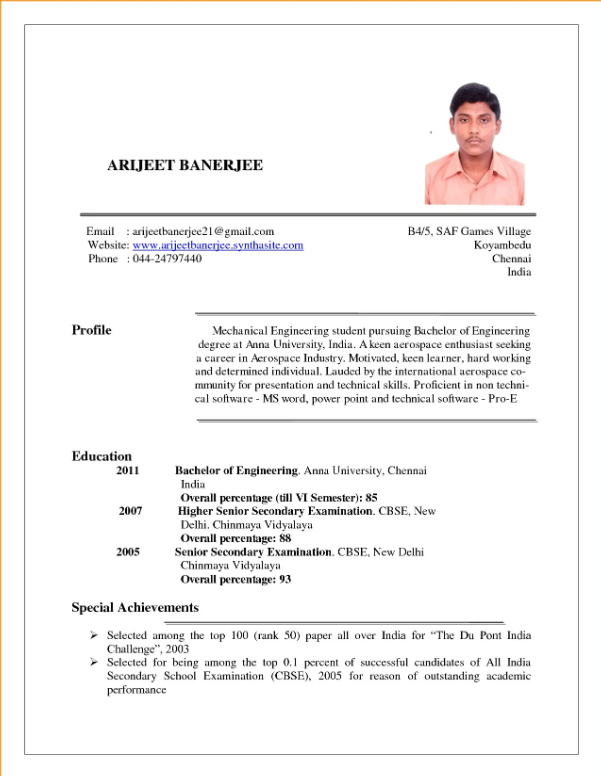 ARIJEET BANERJEE
Email : arijeetbanerjee21@gmail.com
B4/5, SAF Games Village
Website: www.arijeetbanerjee.synthasite.com
Koyambedu
Phone : 044-24797440
Chennai
India
Profile
Mechanical Engineering student pursuing Bachelor of Engineering
degree at Anna University, India. A keen aerospace enthusiast seeking
a career in Aerospace Industry. Motivated, keen learner, hard working
and determined individual. Lauded by the international aerospace co-
mmunity for presentation and technical skills. Proficient in non techni-
cal software - MS word, power point and technical software - Pro-E
Education
2011 Bachelor of Engineering. Anna University, Chennai
India
Overall percentage (till VI Semester): 85
2007 Higher Senior Secondary Examination. CBSE, New
Delhi. Chinmaya Vidyalaya
Overall percentage: 88
2005 Senior Secondary Examination. CBSE, New Delhi
Chinmaya Vidyalaya
Overall percentage: 93
Special Achievements
➢ Selected among the top 100 (rank 50) paper all over India for “The Du Pont India
Challenge”, 2003
➢ Selected for being among the top 0.1 percent of successful candidates of All India
Secondary School Examination (CBSE), 2005 for reason of outstanding academic
performance